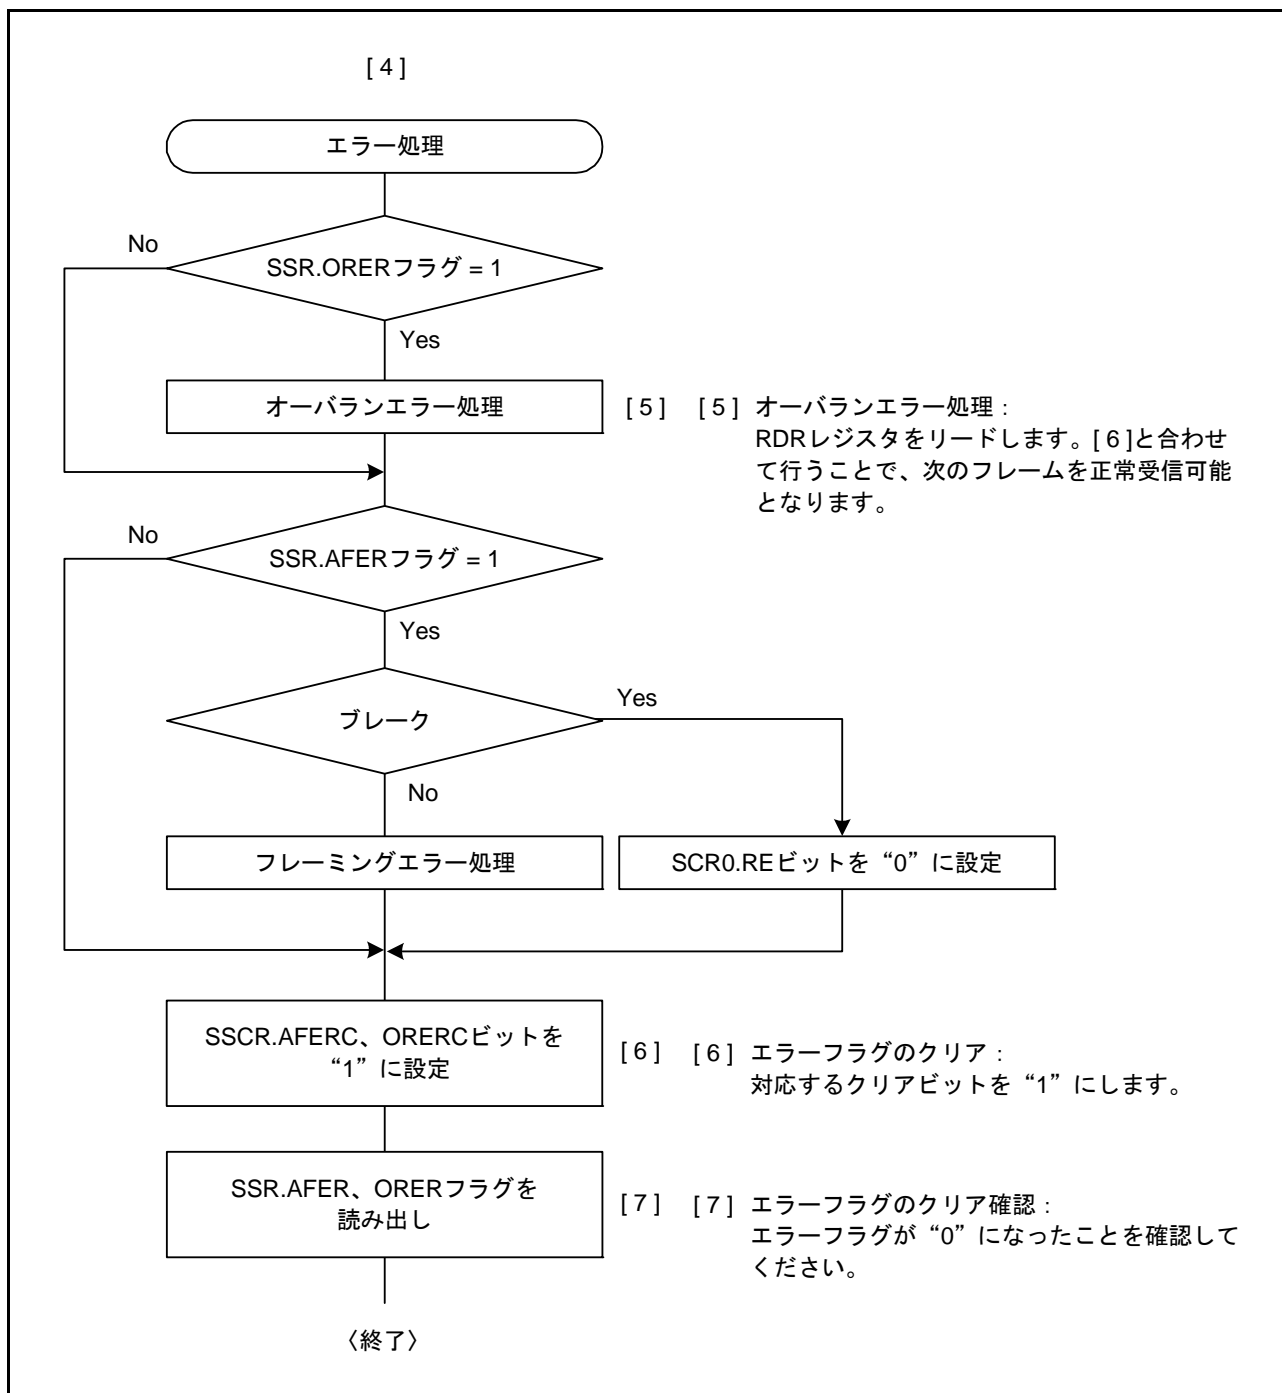 [ 4 ]
エラー処理
No
SSR.ORERフラグ = 1
Yes
オーバランエラー処理
[ 5 ]
[ 5 ] オーバランエラー処理：
RDRレジスタをリードします。[ 6 ]と合わせ
て行うことで、次のフレームを正常受信可能
となります。
No
SSR.AFERフラグ = 1
Yes
ブレーク
Yes
No
フレーミングエラー処理
SCR0.REビットを“0”に設定
SSCR.AFERC、ORERCビットを
“1”に設定
[ 6 ]
[ 6 ] エラーフラグのクリア：
対応するクリアビットを“1”にします。
SSR.AFER、ORERフラグを
読み出し
[ 7 ]
[ 7 ] エラーフラグのクリア確認：
エラーフラグが“0”になったことを確認して
ください。
〈終了〉